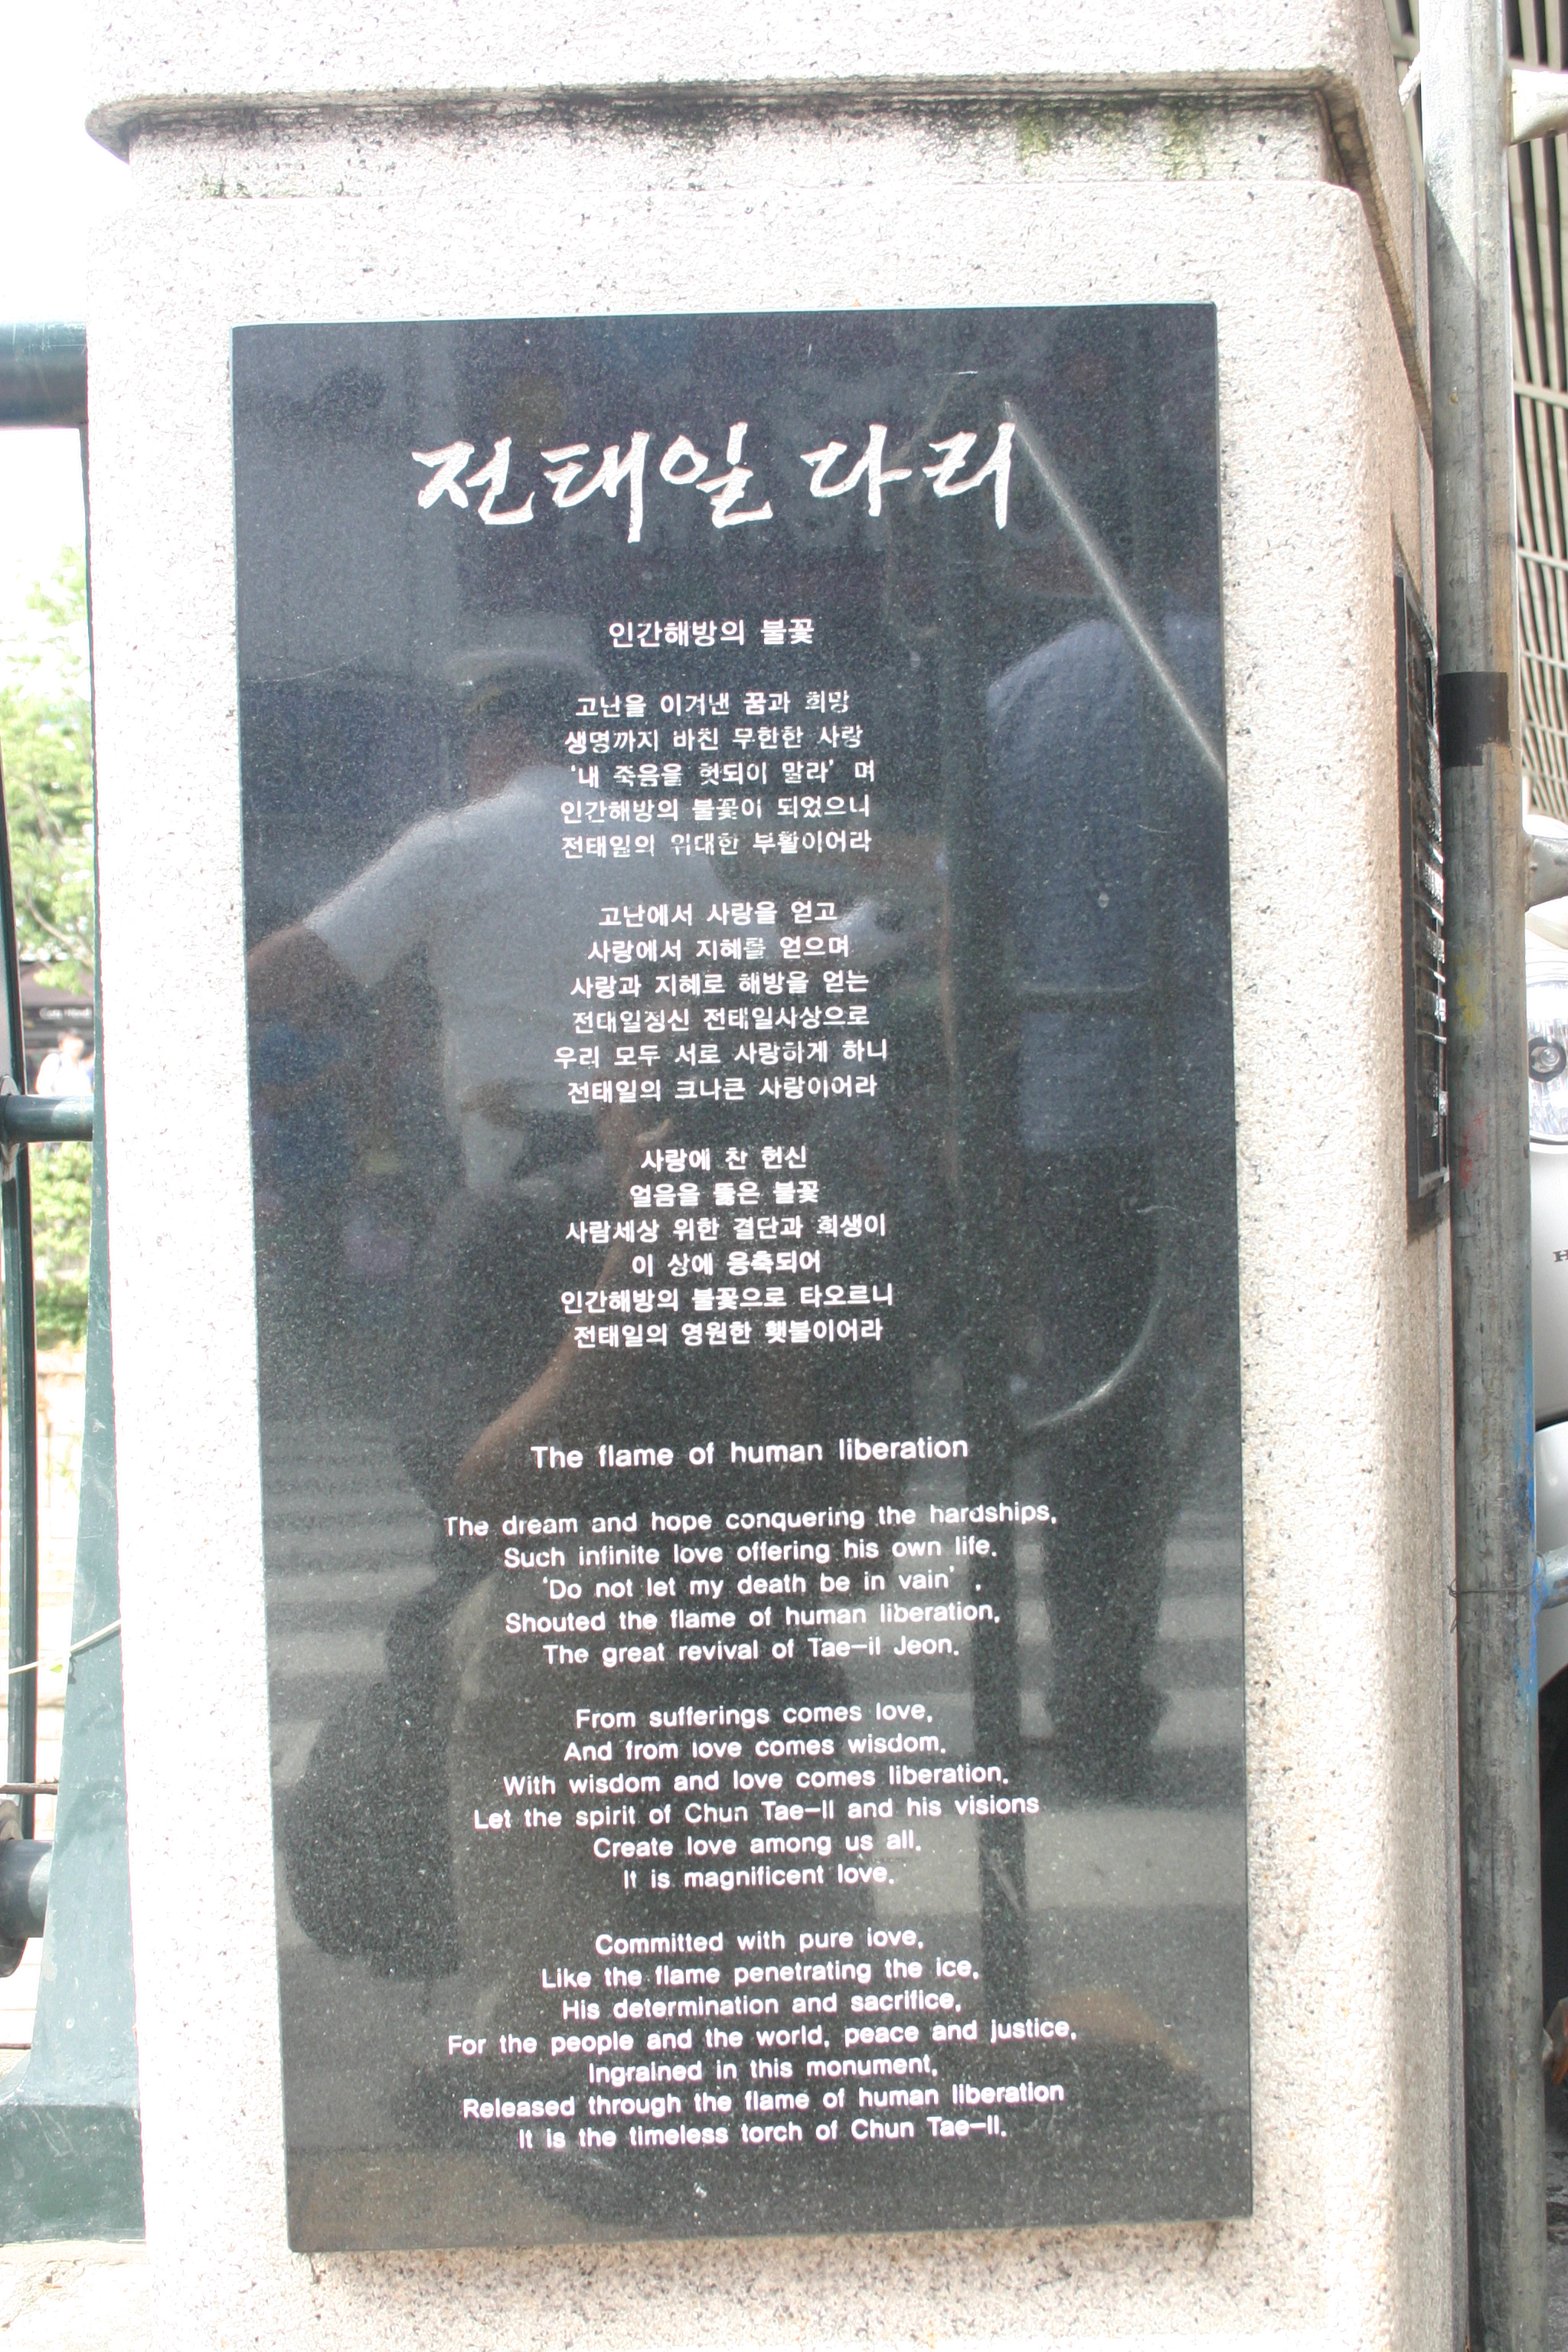 전태일 다리
인간해방의 불꽃
고난을 이겨낸 꿈과 희망
생명까지 바친 무한한 사랑
'내 죽음을 헛되이 말라' 며
인간해방의 불꽃이 되었으니
전태일의 위대한 부활이어라
고난에서 사랑을 얻고
사랑에서 지혜를 얻으며
사랑과 지혜로 해방을 얻는
전태일정신 전태일사상으로
우리 모두 서로 사랑하게 하니
전태일의 크나큰 사랑이어라
사랑에 찬 헌신
얼음을 뚫은 불꽃
사람세상 위한 결단과 희생이
이 상에 응축되어
인간해방의 불꽃으로 타오르니
전태일의 영원한 횃불이어라
The flame of human liberation
The dream and hope conquering the hardships,
Such infinite love offering his own life.
'Do not let my death be in vain' ,
Shouted the flame of human liberation,
The great revival of Tae-il Jeon.
From sufferings comes love,
And from love comes wisdom.
With wisdom and love comes liberation,
Let the spirit of Chun Tae-Il and his visions
Create love among us all.
It is magnificent love.
Committed with pure love,
Like the flame penetrating the ice,
His determination and sacrifice,
For the people and the world, peace and justice,
Ingrained in this monument,
Released through the flame of human liberation
It is the timeless torch of Chun Tae-Il.